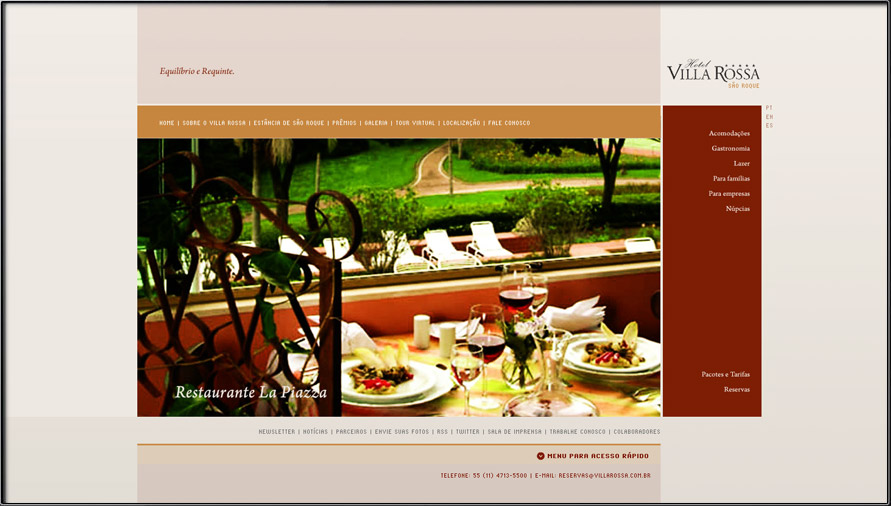 Equilíbrio e Requinte.
Hotel
VILLA ROSSA
SÃO ROQUE
PT
EN
ES
HOME | SOBRE O VILLA ROSSA | ESTÂNCIA DE SÃO ROQUE | PRÊMIOS | GALERIA | TOUR VIRTUAL | LOCALIZAÇÃO | FALE CONOSCO
Acomodações
Gastronomia
Lazer
Para famílias
Para empresas
Núpcias
Pacotes e Tarifas
Reservas
Restaurante La Piazza
NEWSLETTER | NOTÍCIAS | PARCEIROS | ENVIE SUAS FOTOS | RSS | TWITTER | SALA DE IMPRENSA | TRABALHE CONOSCO | COLABORADORES
MENU PARA ACESSO RÁPIDO
TELEFONE: 55 (11) 4713-5500 | E-MAIL: RESERVAS@VILLAROSSA.COM.BR